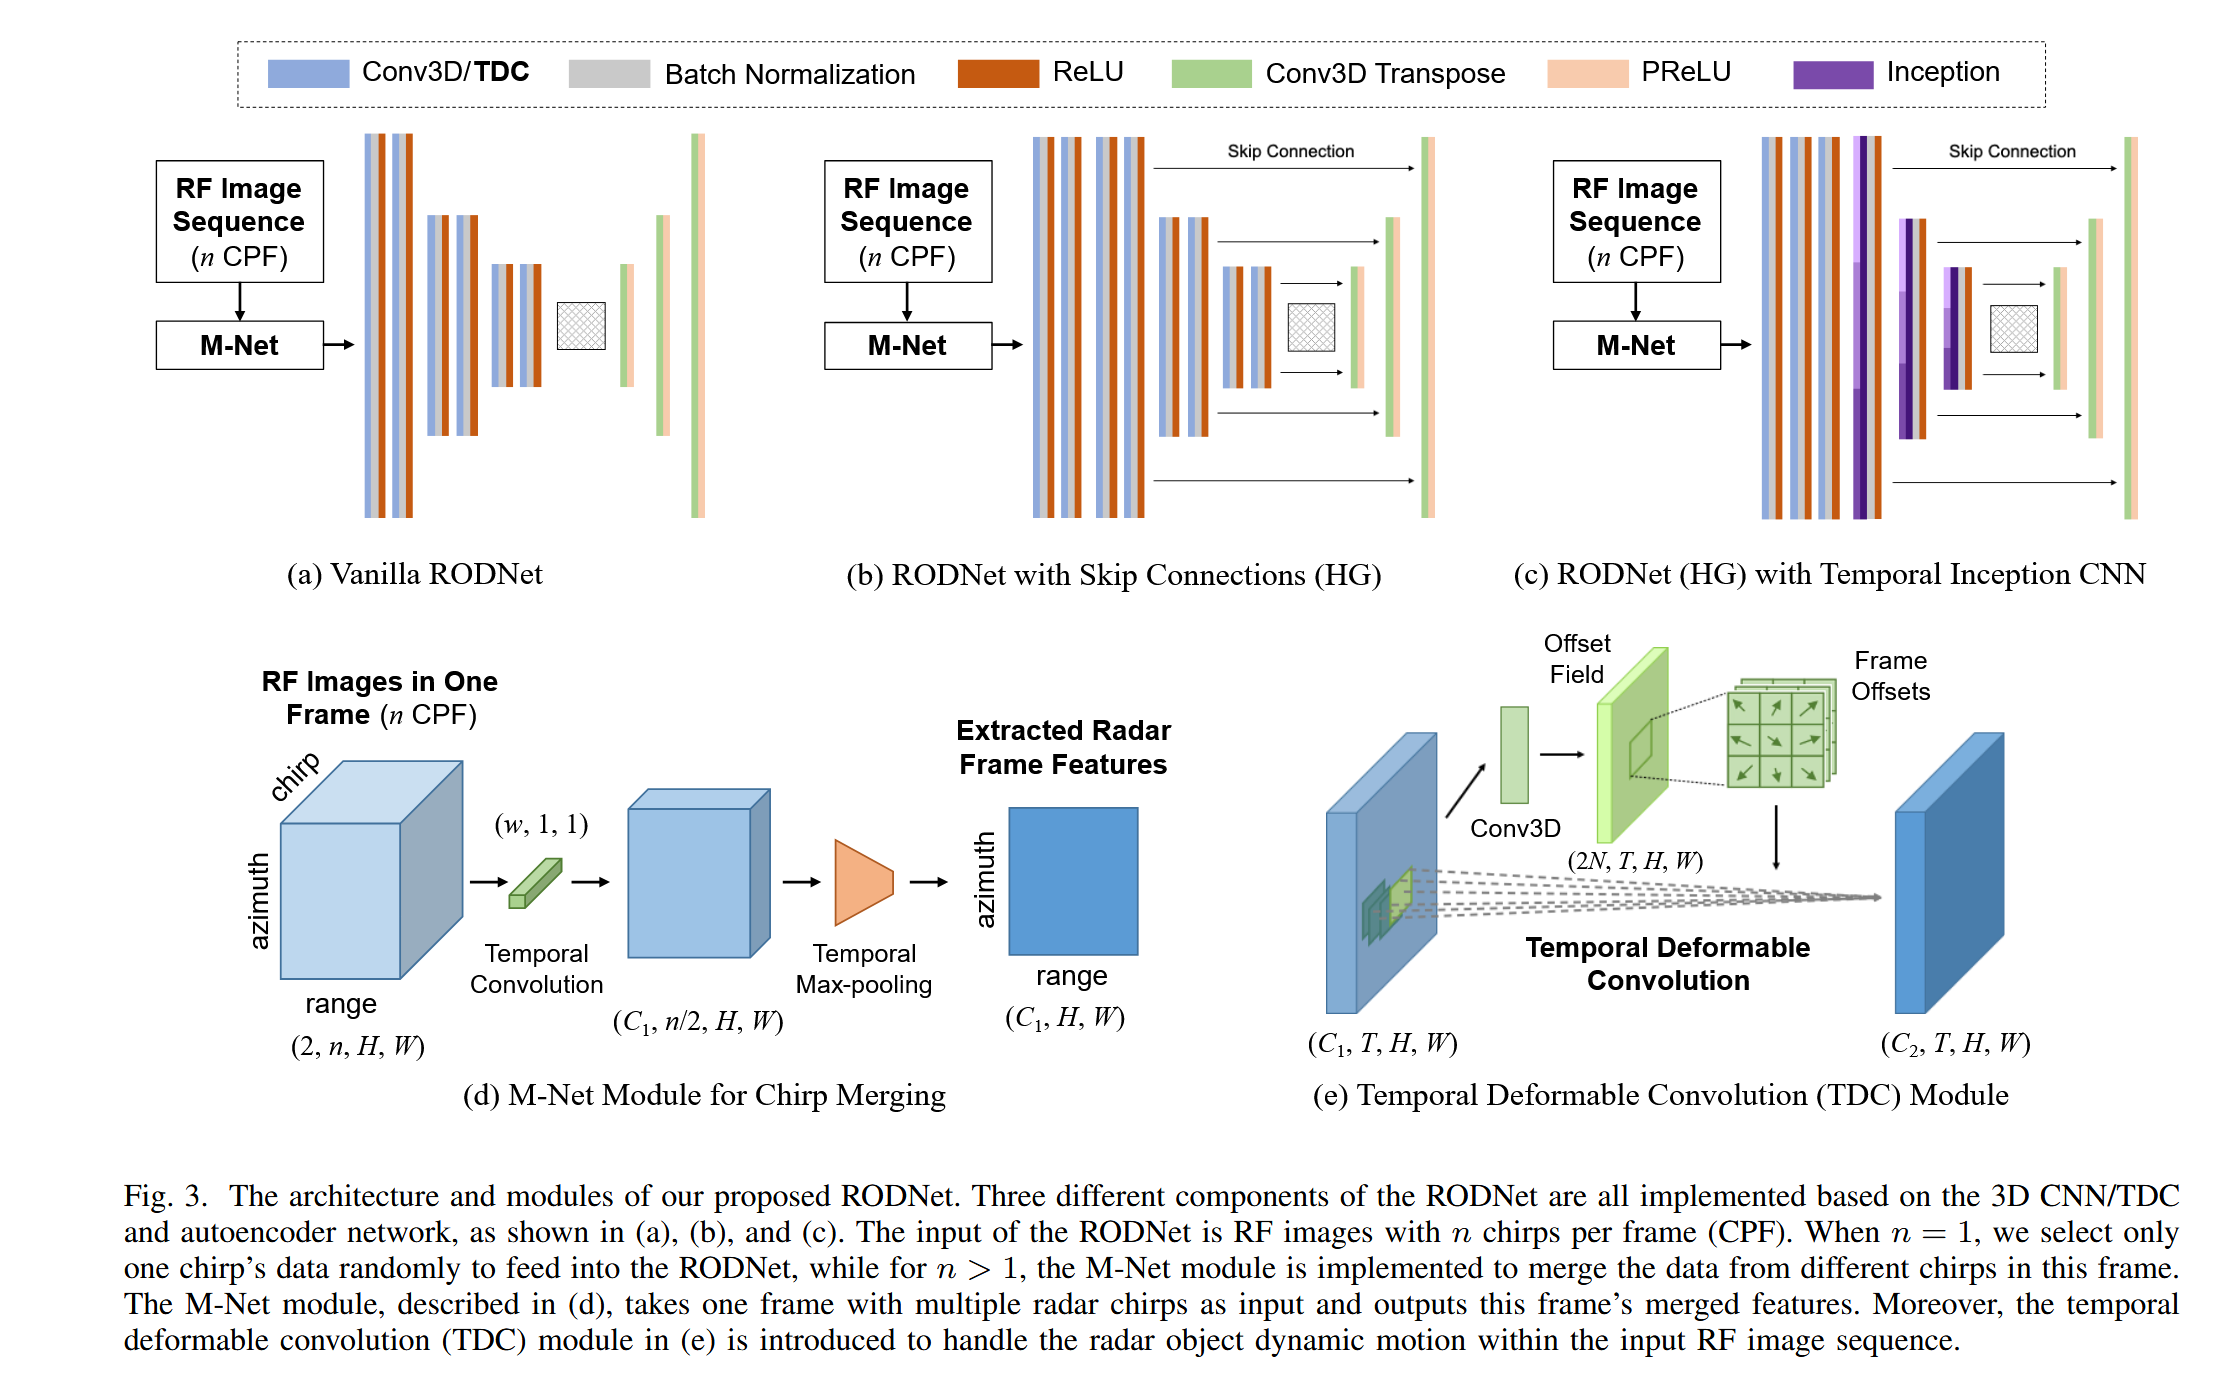 Conv3D/TDC Batch Normalization ReLU Conv3D Transpose PReLU Inception
RF Image
Sequence
(n CPF)
M-Net
(a) Vanilla RODNet
RF Image
Sequence
(n CPF)
M-Net
Skip Connection
(b) RODNet with Skip Connections (HG)
RF Image
Sequence
(n CPF)
M-Net
Skip Connection
(c) RODNet (HG) with Temporal Inception CNN
RF Images in One
Frame (n CPF)
chirp
azimuth
range
(2, n, H, W)
(w, 1, 1)
Temporal
Convolution
(C₁, n/2, H, W)
Temporal
Max-pooling
Extracted Radar
Frame Features
azimuth
range
(C₁, H, W)
(d) M-Net Module for Chirp Merging
Offset
Field
Frame
Offsets
Conv3D
(2N, T, H, W)
Temporal Deformable
Convolution
(C₁, T, H, W)
(C₂, T, H, W)
(e) Temporal Deformable Convolution (TDC) Module
Fig. 3. The architecture and modules of our proposed RODNet. Three different components of the RODNet are all implemented based on the 3D CNN/TDC
and autoencoder network, as shown in (a), (b), and (c). The input of the RODNet is RF images with n chirps per frame (CPF). When n = 1, we select only
one chirp's data randomly to feed into the RODNet, while for n > 1, the M-Net module is implemented to merge the data from different chirps in this frame.
The M-Net module, described in (d), takes one frame with multiple radar chirps as input and outputs this frame's merged features. Moreover, the temporal
deformable convolution (TDC) module in (e) is introduced to handle the radar object dynamic motion within the input RF image sequence.